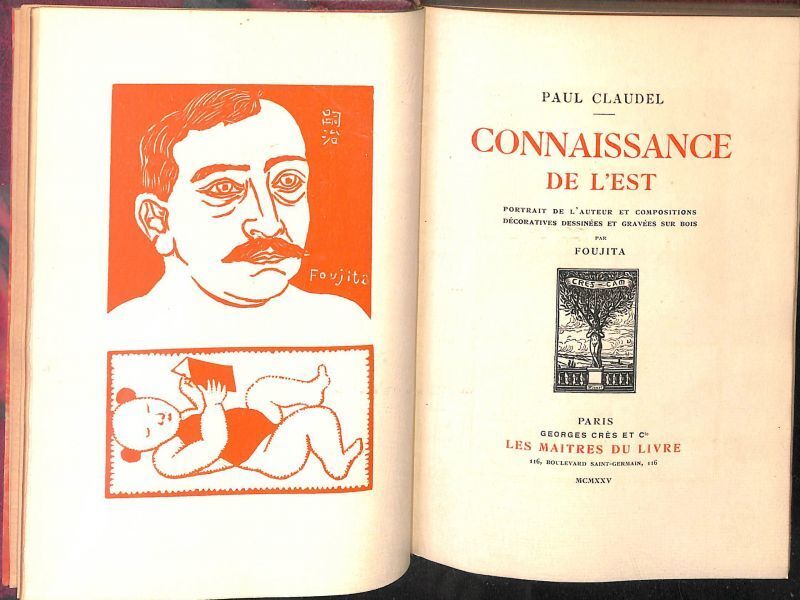 嗣
治
Foujita
PAUL CLAUDEL
CONNAISSANCE
DE L'EST
PORTRAIT DE L'AUTEUR ET COMPOSITIONS
DÉCORATIVES DESSINÉES ET GRAVÉES SUR BOIS
PAR
FOUJITA
CRES - CAM
PARIS
GEORGES CRÈS ET Cie
LES MAITRES DU LIVRE
116, BOULEVARD SAINT-GERMAIN, 116
MCMXXV